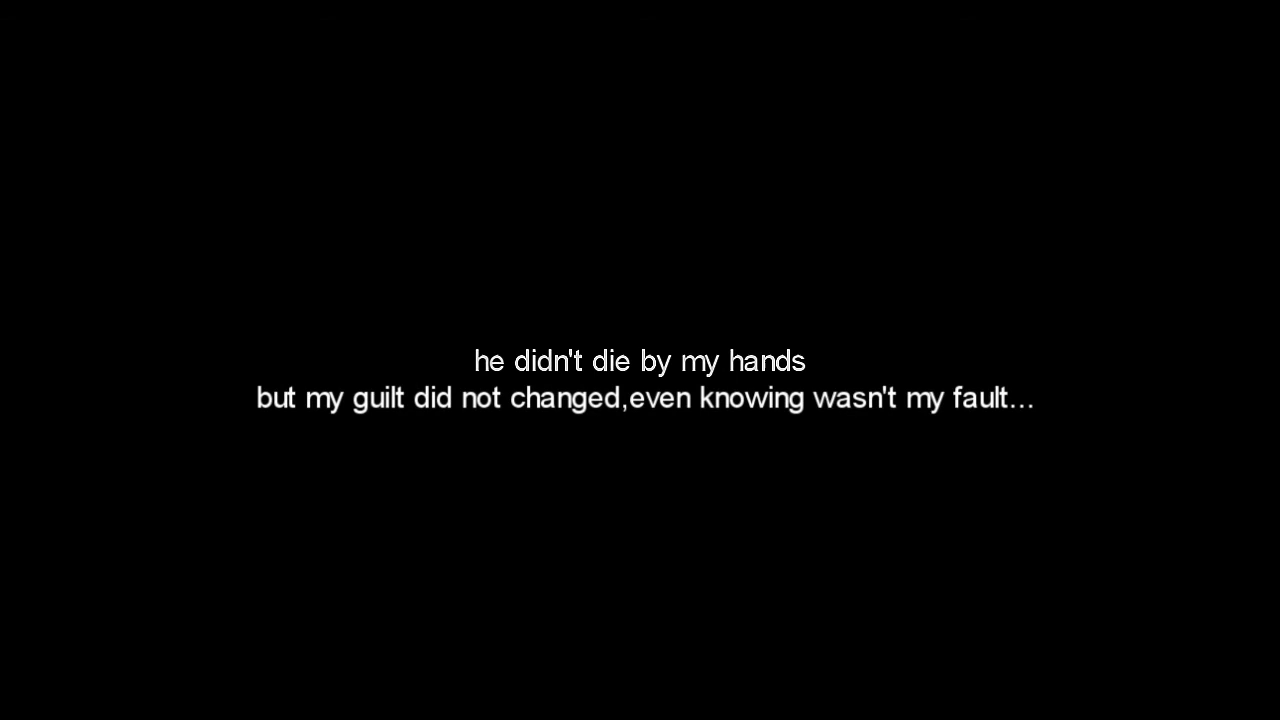 he didn't die by my hands
but my guilt did not changed,even knowing wasn't my fault...